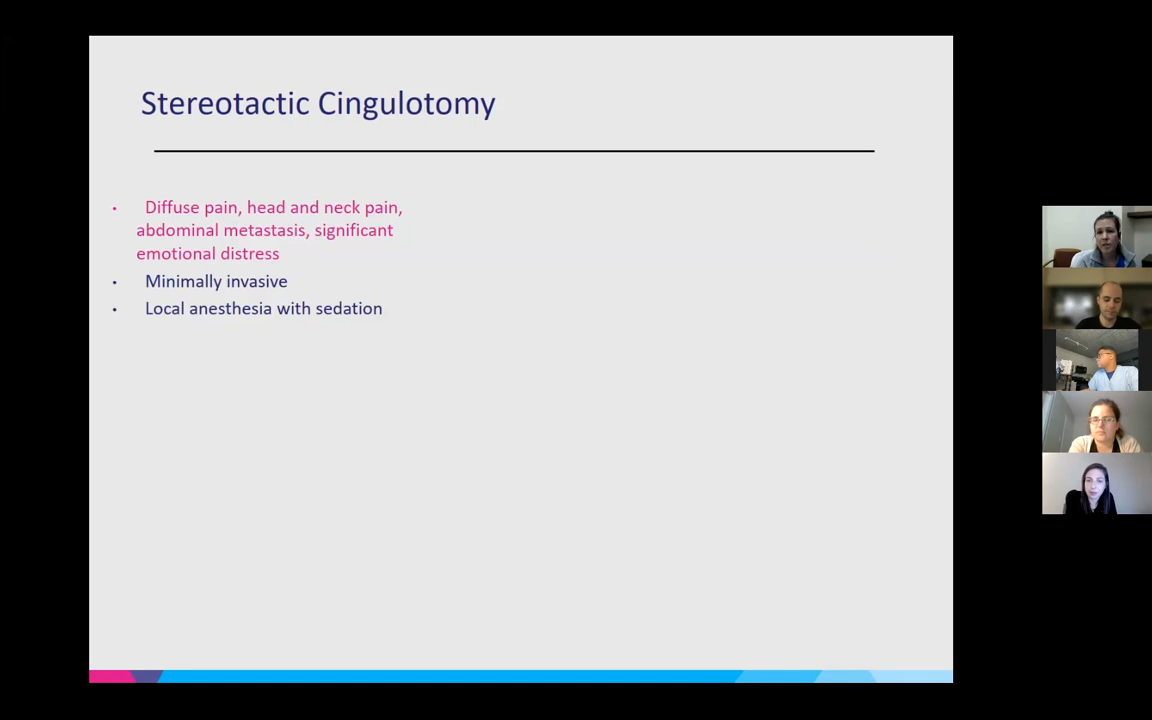 Stereotactic Cingulotomy
• Diffuse pain, head and neck pain,
abdominal metastasis, significant
emotional distress
• Minimally invasive
• Local anesthesia with sedation